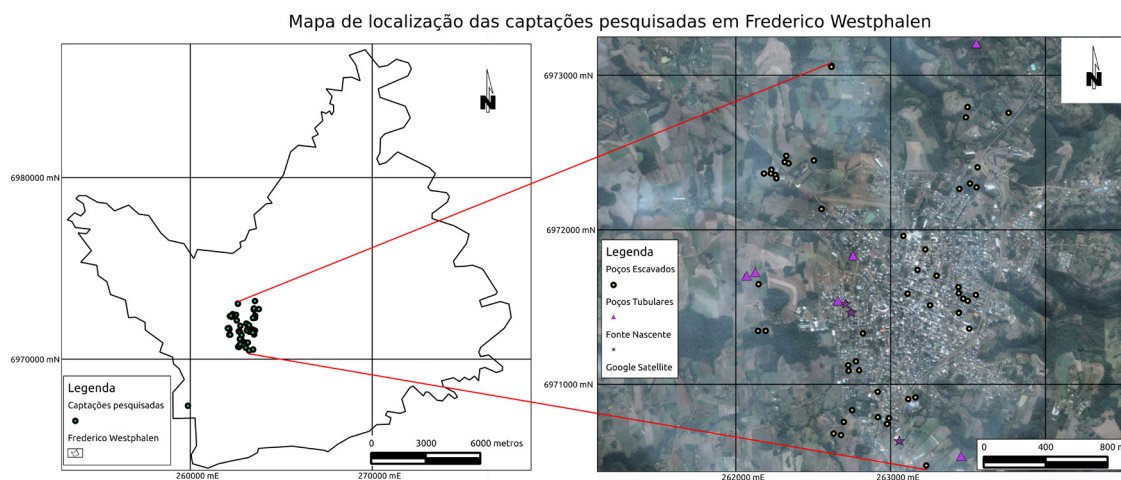 Mapa de localização das captações pesquisadas em Frederico Westphalen
N
6980000 mN
6970000 mN
Legenda
Captações pesquisadas
Frederico Westphalen
0 3000 6000 metros
260000 mE 270000 mE
N
6973000 mN
6972000 mN
6971000 mN
Legenda
Poços Escavados
Poços Tubulares
Fonte Nascente
Google Satellite
0 400 800 m
262000 mE 263000 mE